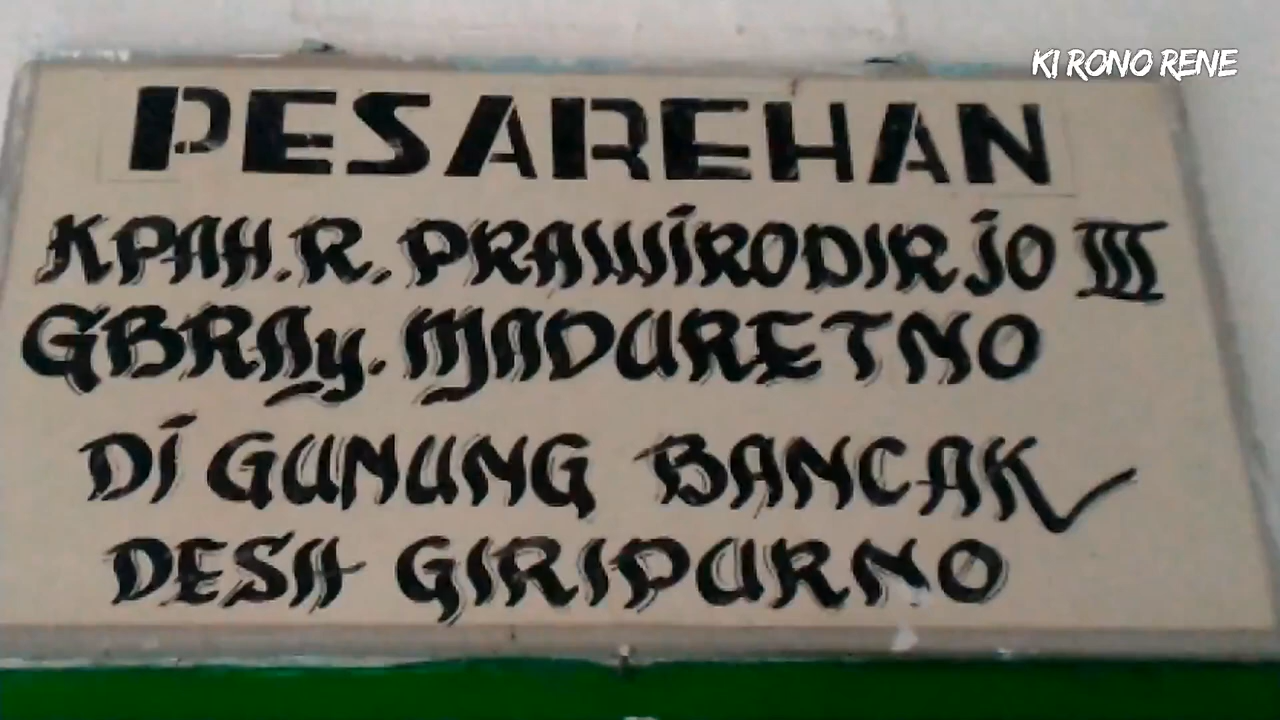 KI RONO RENE
PESAREHAN
KPAH.R. PRAWIRODIRJO III
GBRAy. MADURETNO
DI GUNUNG BANCAK
DESA GIRIPURNO